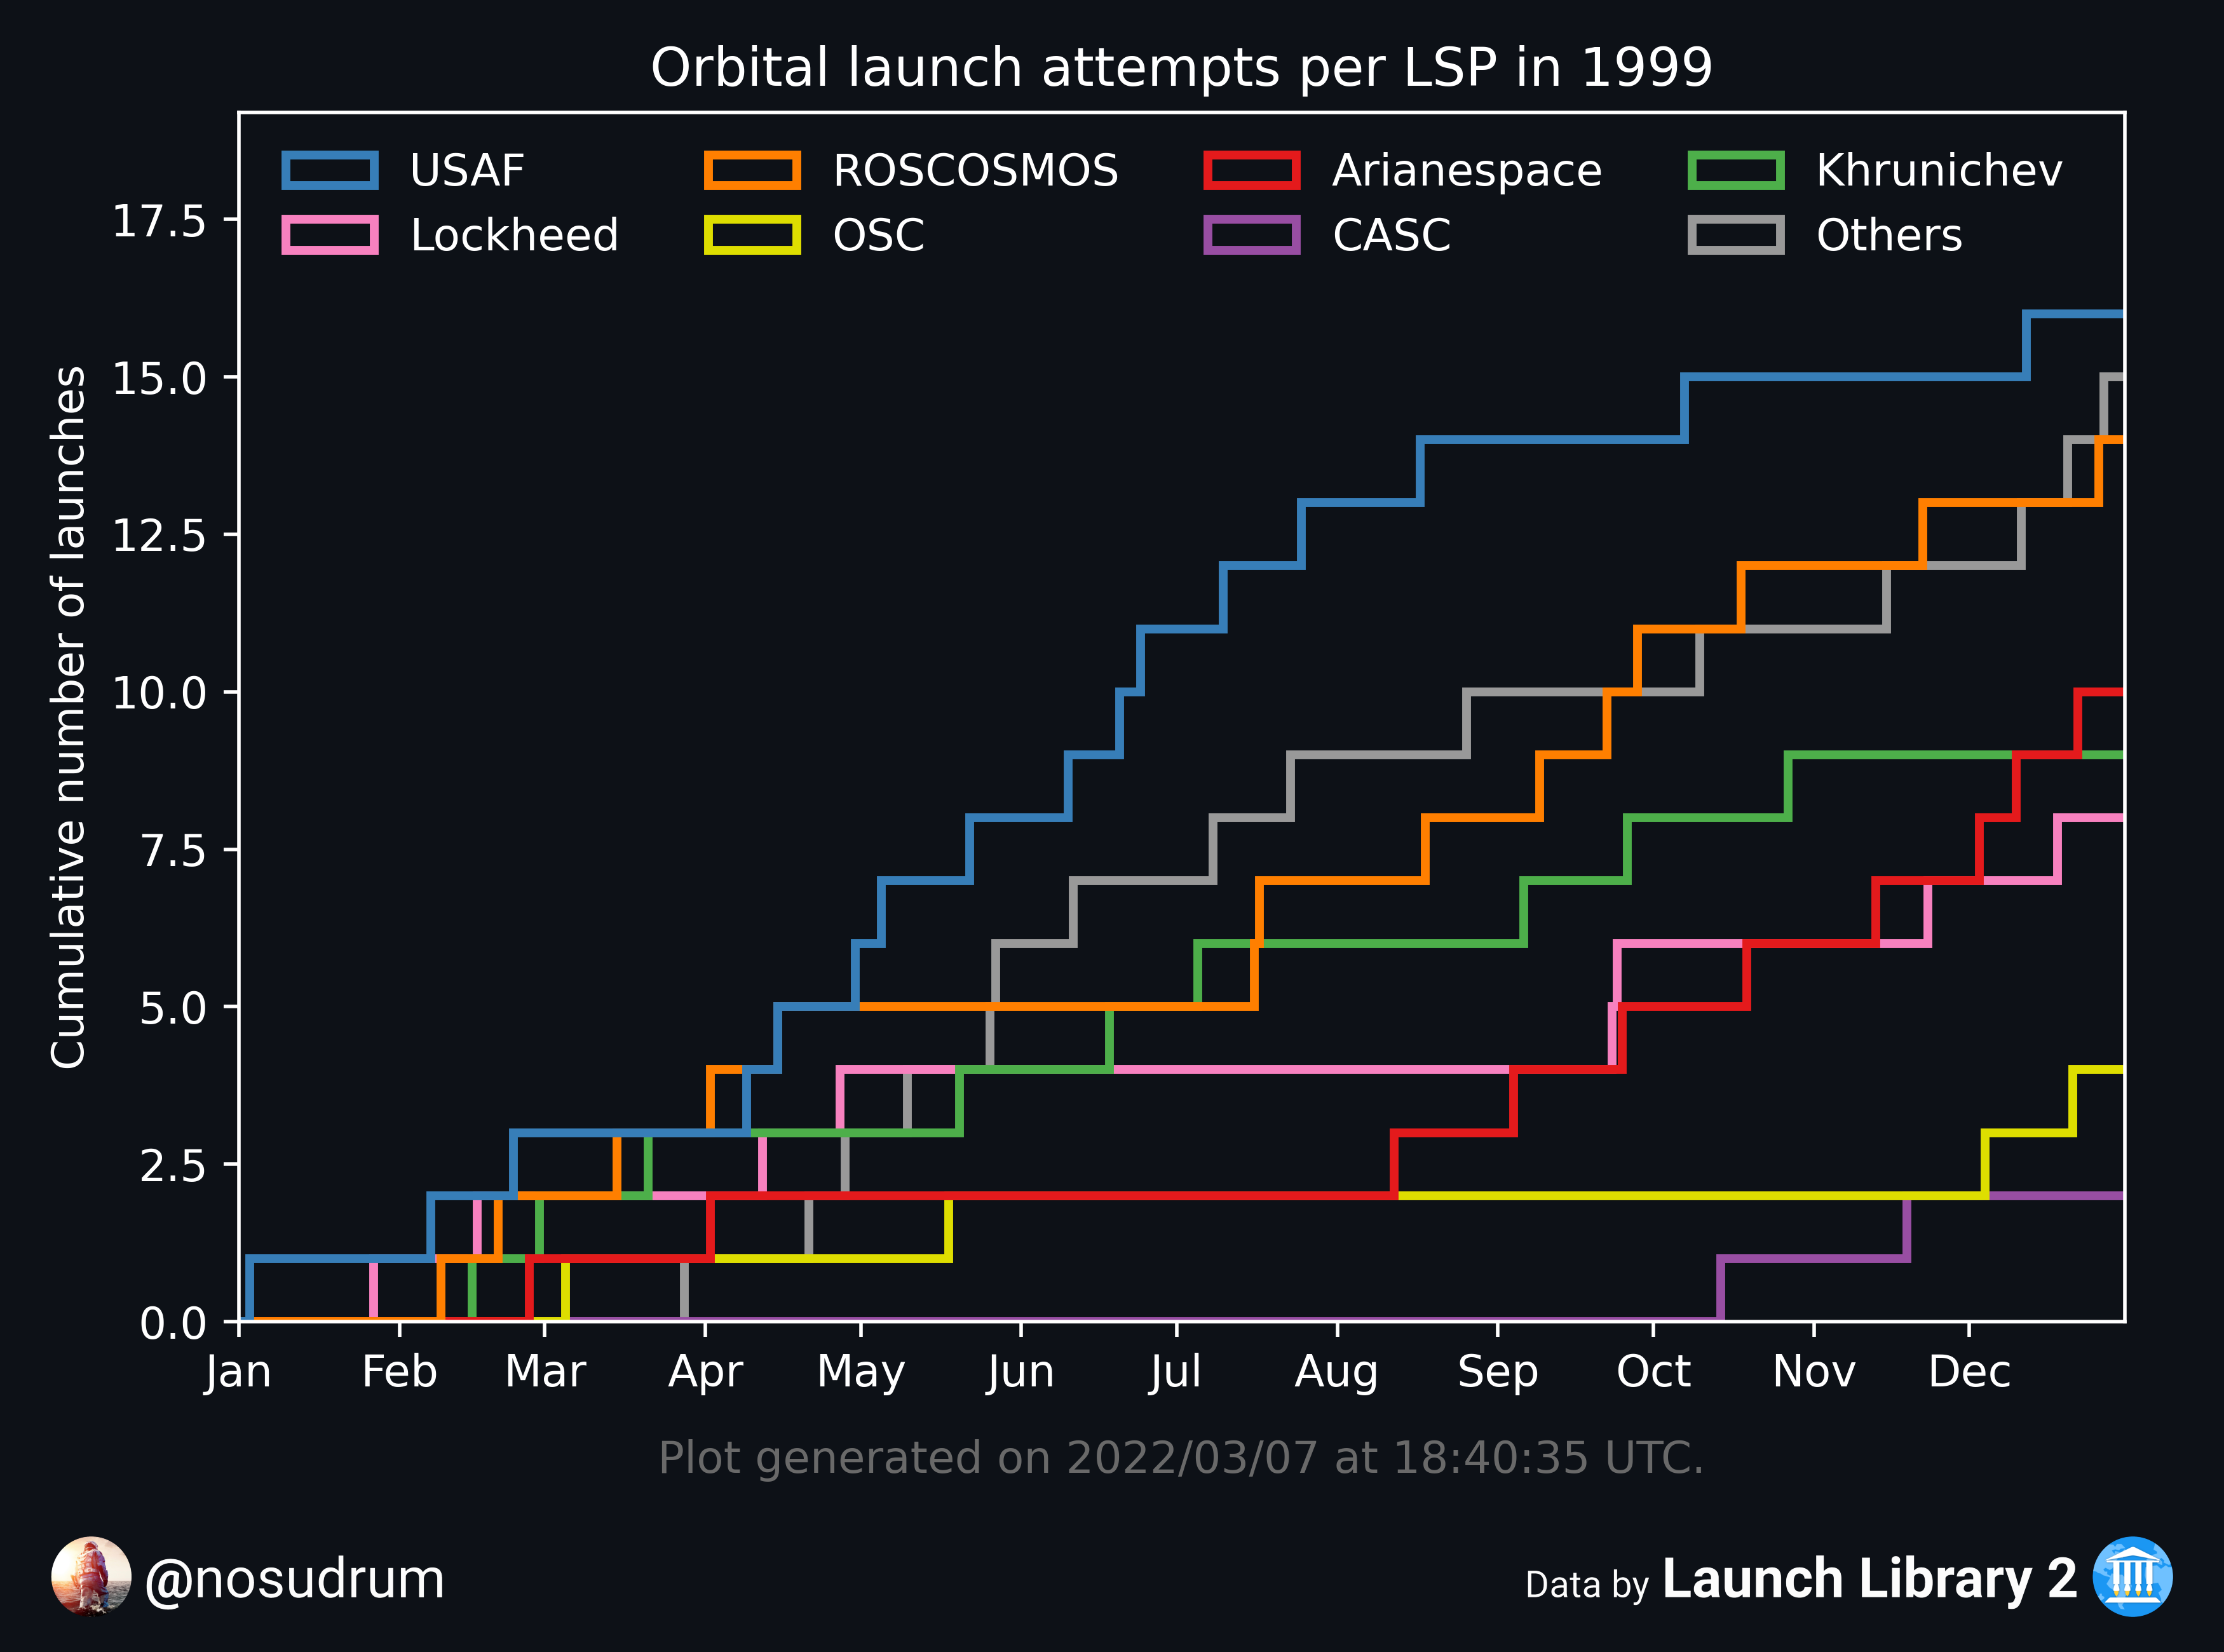 Orbital launch attempts per LSP in 1999
USAF ROSCOSMOS Arianespace Khrunichev
Lockheed OSC CASC Others
Cumulative number of launches
17.5
15.0
12.5
10.0
7.5
5.0
2.5
0.0
Jan Feb Mar Apr May Jun Jul Aug Sep Oct Nov Dec
Plot generated on 2022/03/07 at 18:40:35 UTC.
@nosudrum
Data by Launch Library 2